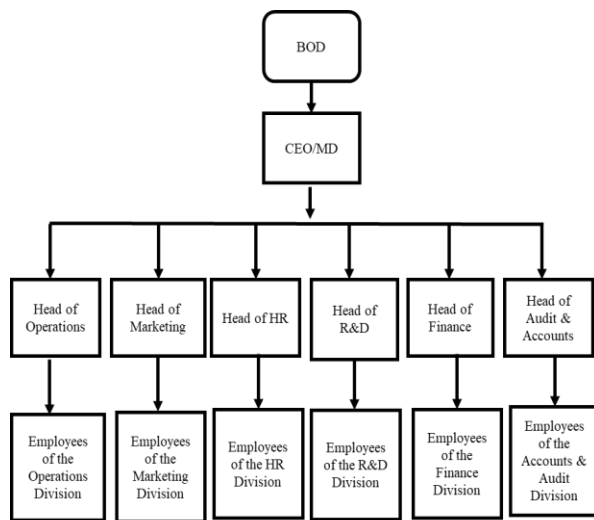 BOD
CEO/MD
Head of
Operations
Head of
Marketing
Head of HR
Head of
R&D
Head of
Finance
Head of
Audit &
Accounts
Employees
of the
Operations
Division
Employees
of the
Marketing
Division
Employees
of the HR
Division
Employees
of the R&D
Division
Employees
of the
Finance
Division
Employees
of the
Accounts &
Audit
Division